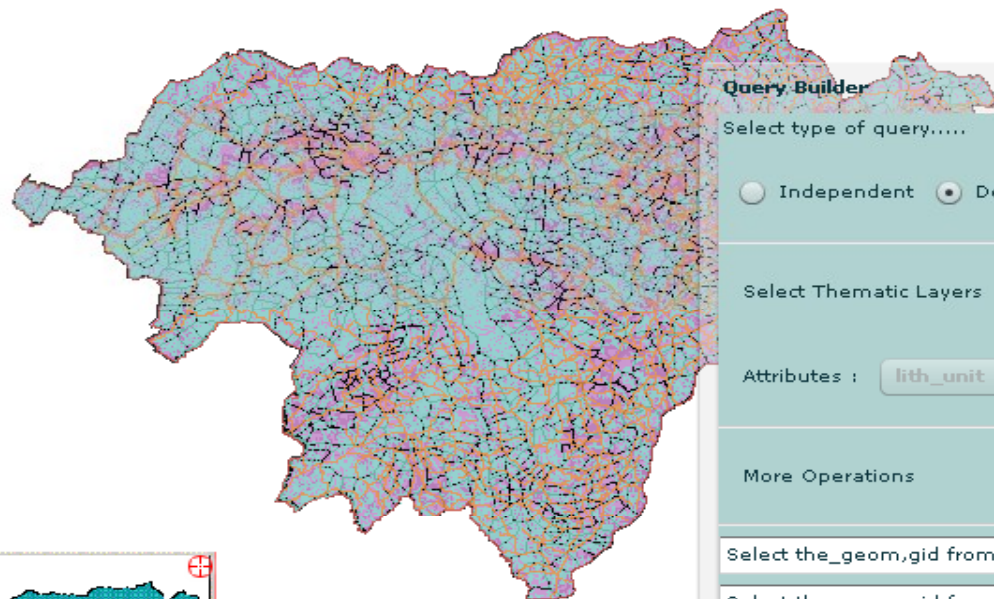 Query Builder
Select type of query.....
Independent
Select Thematic Layers
Attributes : lith_unit
More Operations
Select the_geom,gid from